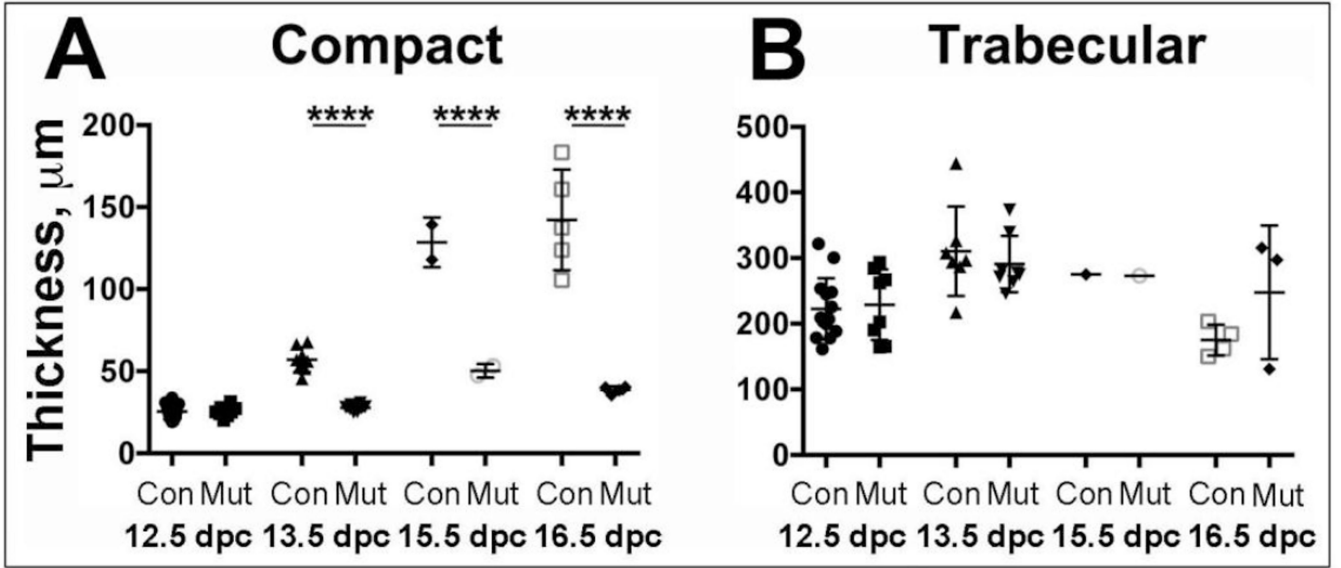 A Compact
Thickness, μm
**** **** ****
200
150
100
50
0
Con Mut Con Mut Con Mut Con Mut
12.5 dpc 13.5 dpc 15.5 dpc 16.5 dpc
B Trabecular
500
400
300
200
100
0
Con Mut Con Mut Con Mut Con Mut
12.5 dpc 13.5 dpc 15.5 dpc 16.5 dpc